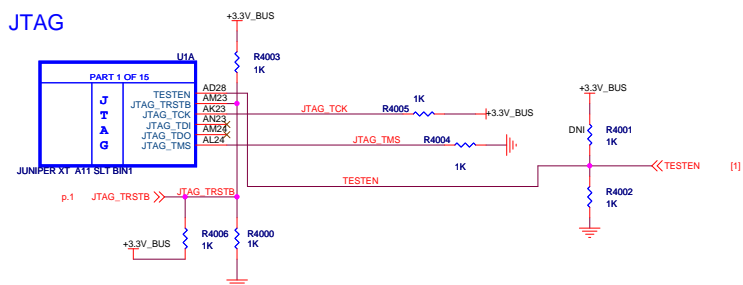 JTAG
+3.3V_BUS
U1A
R4003
1K
PART 1 OF 15
J
T
A
G
TESTEN
AD28
JTAG_TRSTB
AM23
JTAG_TCK
AK23
JTAG_TDI
AN23
JTAG_TDO
AM24
JTAG_TMS
AL24
JTAG_TCK
R4005
1K
+3.3V_BUS
JTAG_TMS
R4004
1K
+3.3V_BUS
DNI
R4001
1K
TESTEN
[1]
JUNIPER XT A11 SLT BIN1
TESTEN
p.1
JTAG_TRSTB
JTAG_TRSTB
R4002
1K
+3.3V_BUS
R4006
1K
R4000
1K